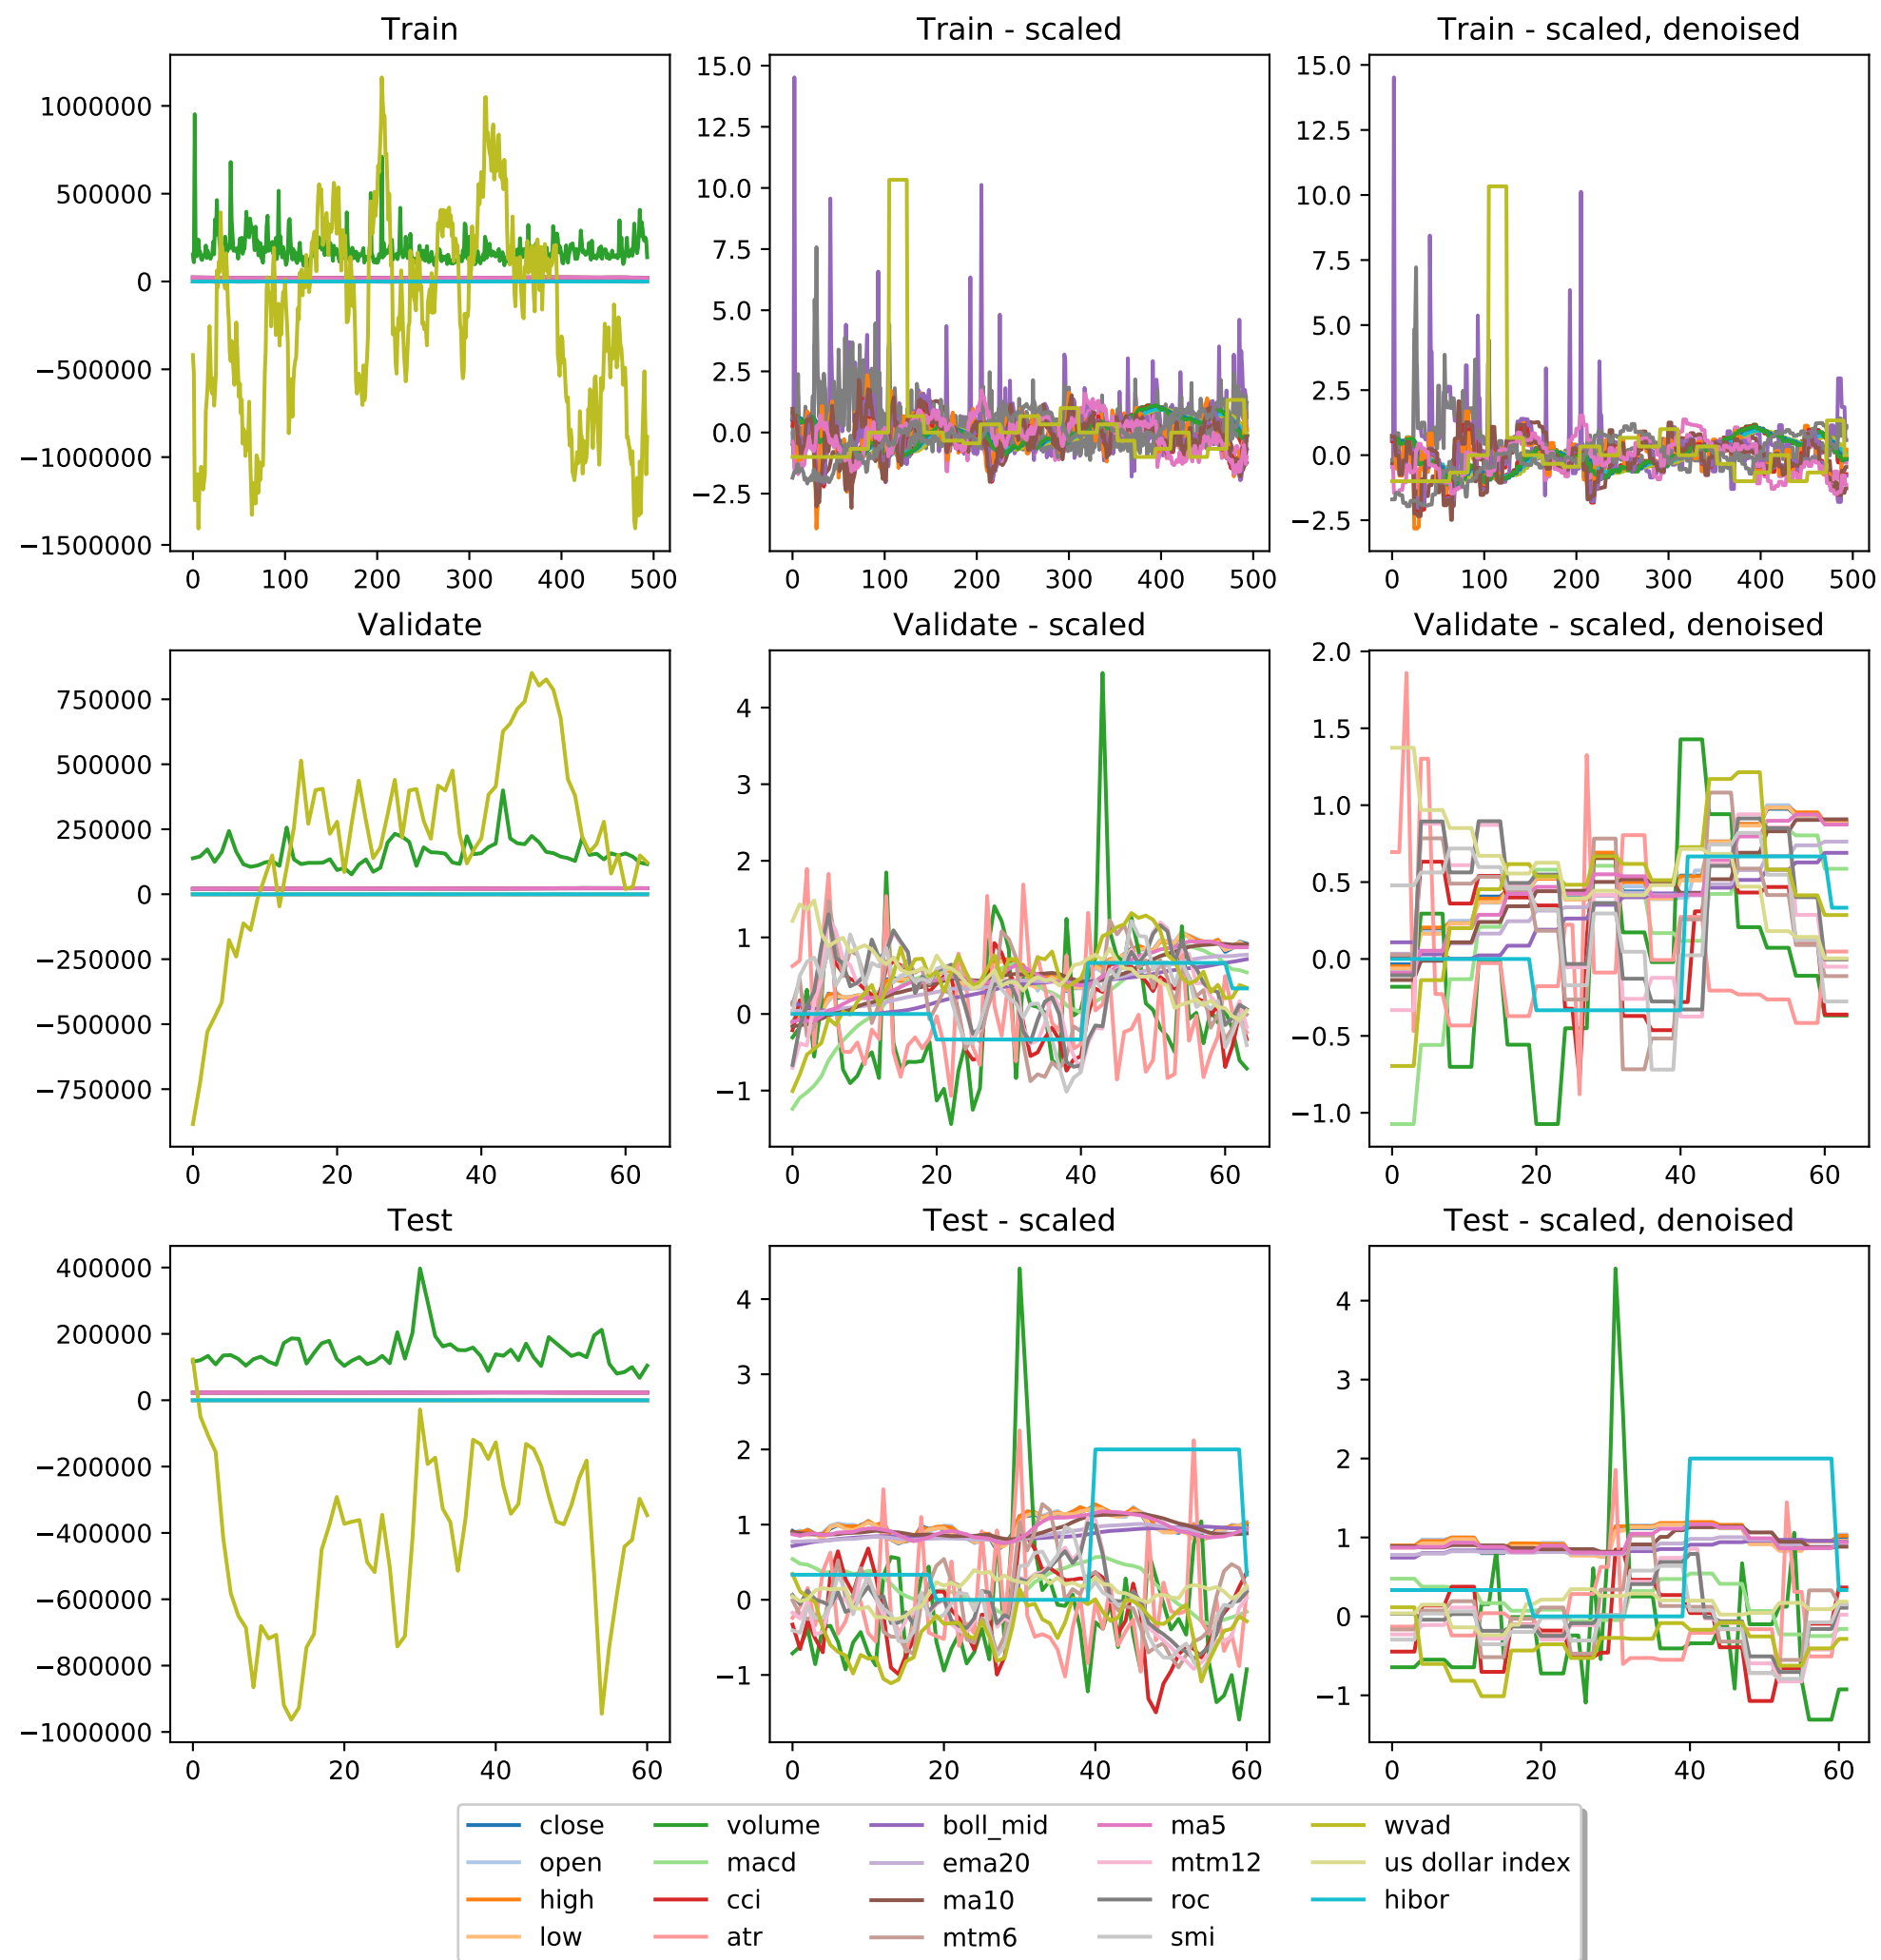 Train
Train - scaled
Train - scaled, denoised
1000000
500000
0
−500000
−1000000
−1500000
0 100 200 300 400 500
15.0
12.5
10.0
7.5
5.0
2.5
0.0
−2.5
0 100 200 300 400 500
15.0
12.5
10.0
7.5
5.0
2.5
0.0
−2.5
0 100 200 300 400 500
Validate
Validate - scaled
Validate - scaled, denoised
750000
500000
250000
0
−250000
−500000
−750000
0 20 40 60
4
3
2
1
0
−1
0 20 40 60
2.0
1.5
1.0
0.5
0.0
−0.5
−1.0
0 20 40 60
Test
Test - scaled
Test - scaled, denoised
400000
200000
0
−200000
−400000
−600000
−800000
−1000000
0 20 40 60
4
3
2
1
0
−1
0 20 40 60
4
3
2
1
0
−1
0 20 40 60
close
open
high
low
volume
macd
cci
atr
boll_mid
ema20
ma10
mtm6
ma5
mtm12
roc
smi
wvad
us dollar index
hibor